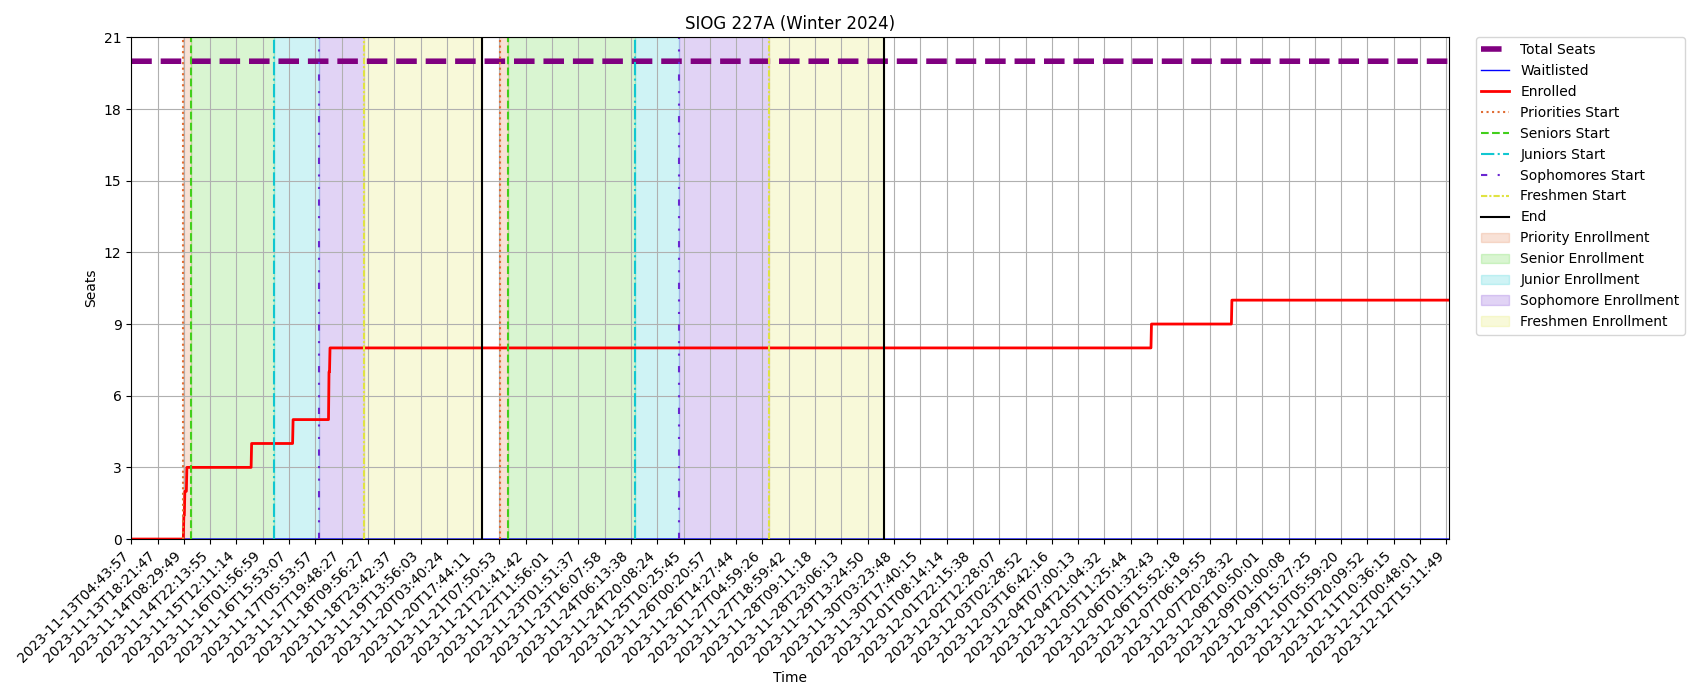 SIOG 227A (Winter 2024)
21
18
15
12
9
6
3
0
Seats
2023-11-13T04:43:57
2023-11-13T18:21:47
2023-11-14T08:29:49
2023-11-14T22:13:55
2023-11-15T12:11:14
2023-11-16T01:56:59
2023-11-16T15:53:07
2023-11-17T05:53:57
2023-11-17T19:48:27
2023-11-18T09:56:27
2023-11-18T23:42:37
2023-11-19T13:56:03
2023-11-20T03:40:24
2023-11-20T17:44:11
2023-11-21T07:50:53
2023-11-21T21:41:42
2023-11-22T11:56:01
2023-11-23T01:51:37
2023-11-23T16:07:58
2023-11-24T06:13:38
2023-11-24T20:08:24
2023-11-25T10:25:45
2023-11-26T00:20:57
2023-11-26T14:27:44
2023-11-27T04:59:26
2023-11-27T18:59:42
2023-11-28T09:11:18
2023-11-28T23:06:13
2023-11-29T13:24:50
2023-11-30T03:23:48
2023-11-30T17:40:15
2023-12-01T08:14:14
2023-12-01T22:15:38
2023-12-02T12:28:07
2023-12-03T02:28:52
2023-12-03T16:42:16
2023-12-04T07:00:13
2023-12-04T21:04:32
2023-12-05T11:25:44
2023-12-06T01:32:43
2023-12-06T15:52:18
2023-12-07T06:19:55
2023-12-07T20:28:32
2023-12-08T10:50:01
2023-12-09T01:00:08
2023-12-09T15:27:25
2023-12-10T05:59:20
2023-12-10T20:09:52
2023-12-11T10:36:15
2023-12-12T00:48:01
2023-12-12T15:11:49
Time
Total Seats
Waitlisted
Enrolled
Priorities Start
Seniors Start
Juniors Start
Sophomores Start
Freshmen Start
End
Priority Enrollment
Senior Enrollment
Junior Enrollment
Sophomore Enrollment
Freshmen Enrollment